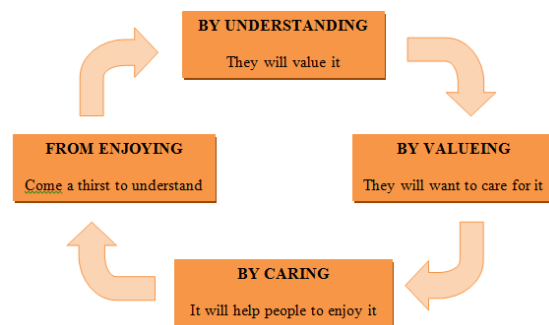 BY UNDERSTANDING
They will value it
BY VALUEING
They will want to care for it
BY CARING
It will help people to enjoy it
FROM ENJOYING
Come a thirst to understand